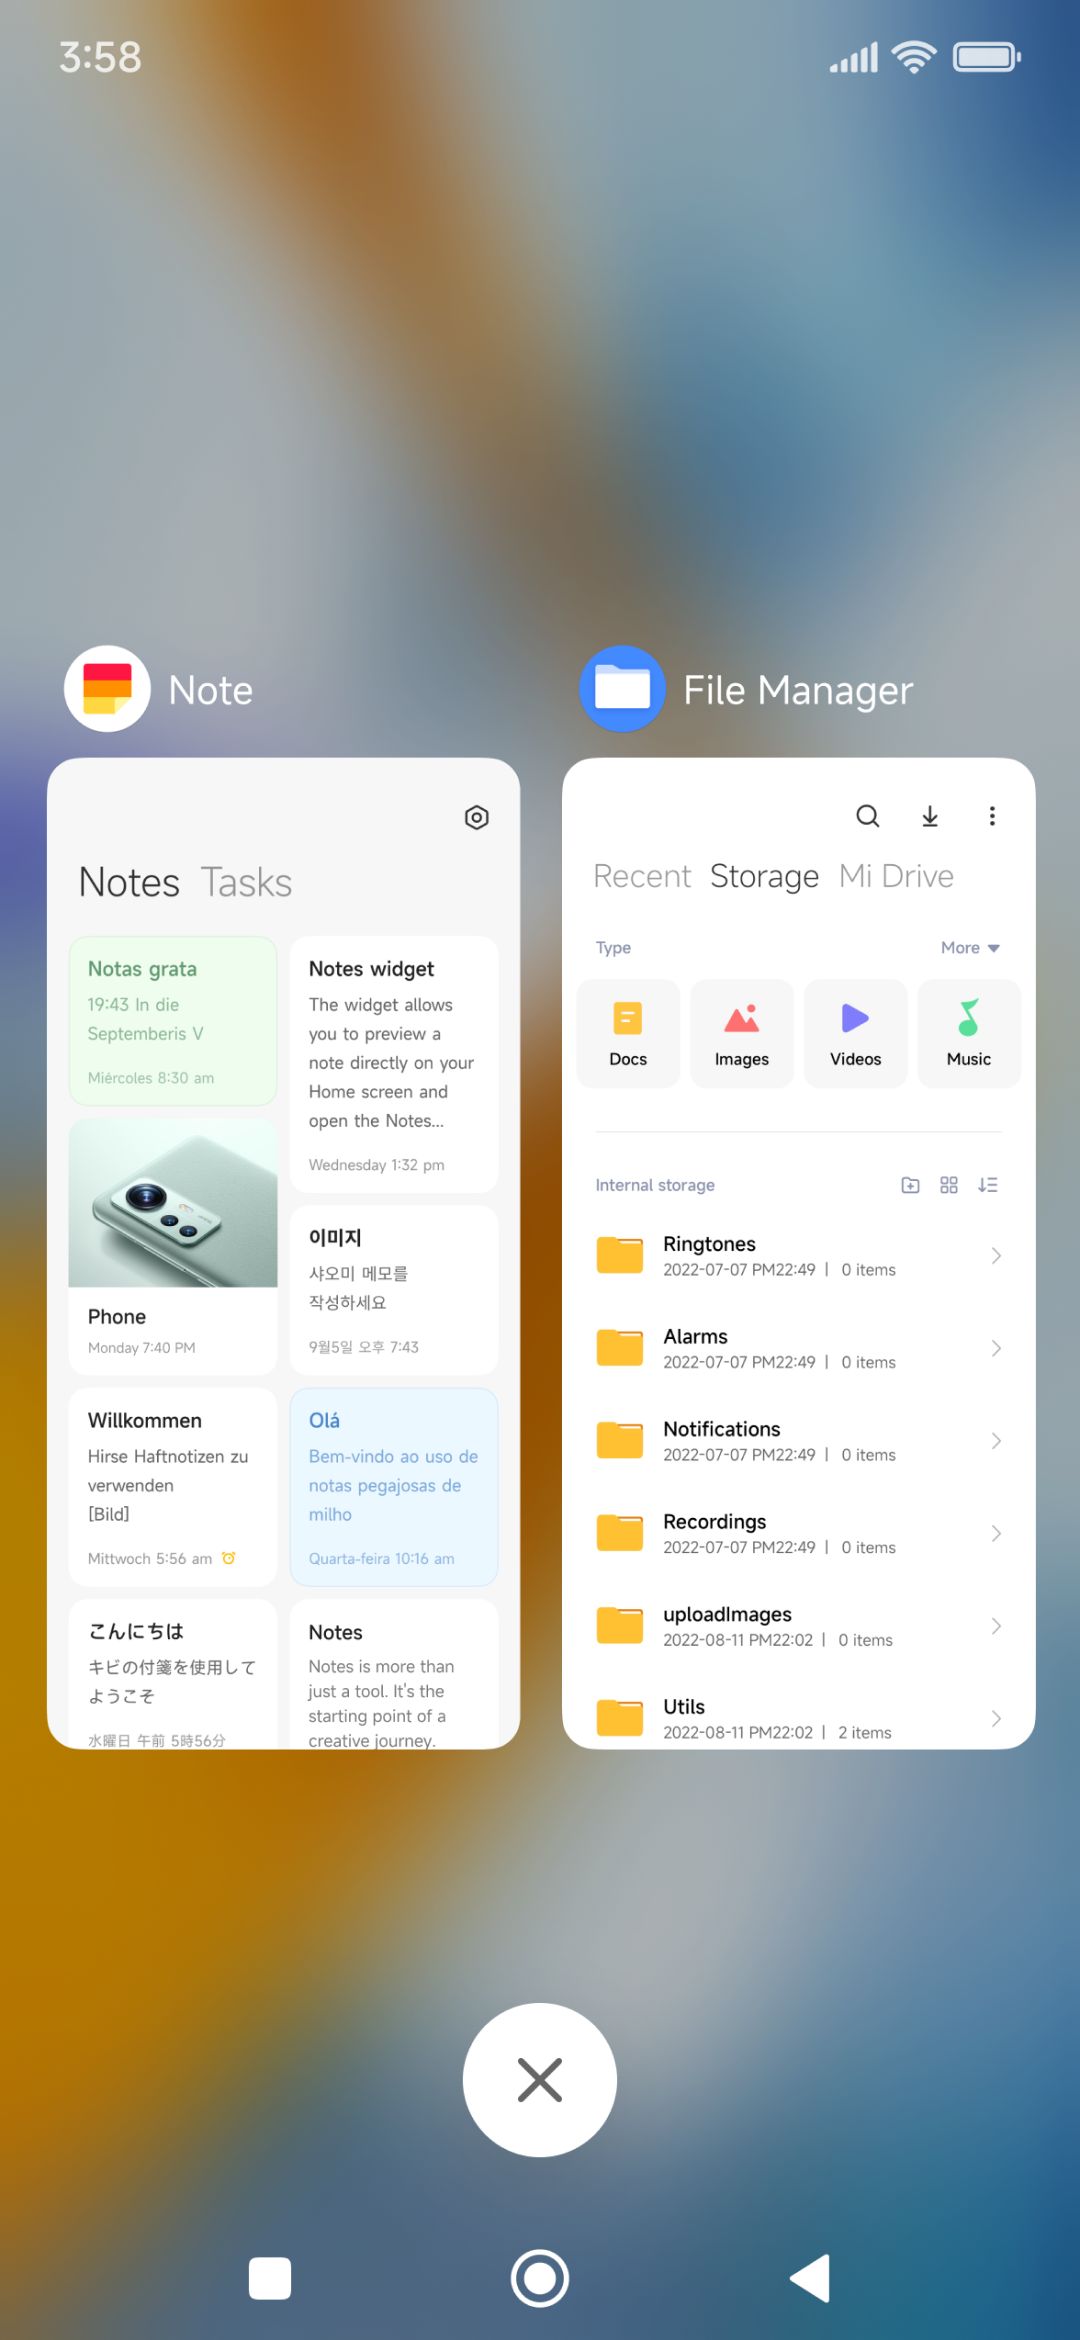 3:58
Note
Notes Tasks
Notas grata
19:43 In die
Septemberis V
Miércoles 8:30 am
Phone
Monday 7:40 PM
Willkommen
Hirse Haftnotizen zu
verwenden
[Bild]
Mittwoch 5:56 am
こんにちは
キビの付箋を使用して
ようこそ
水曜日 午前 5時56分
Notes widget
The widget allows
you to preview a
note directly on your
Home screen and
open the Notes...
Wednesday 1:32 pm
이미지
샤오미 메모를
작성하세요
9월5일 오후 7:43
Olá
Bem-vindo ao uso de
notas pegajosas de
milho
Quarta-feira 10:16 am
Notes
Notes is more than
just a tool. It's the
starting point of a
creative journey.
File Manager
Recent Storage Mi Drive
Type More
Docs Images Videos Music
Internal storage
Ringtones
2022-07-07 PM22:49 | 0 items
Alarms
2022-07-07 PM22:49 | 0 items
Notifications
2022-07-07 PM22:49 | 0 items
Recordings
2022-07-07 PM22:49 | 0 items
uploadImages
2022-08-11 PM22:02 | 0 items
Utils
2022-08-11 PM22:02 | 2 items